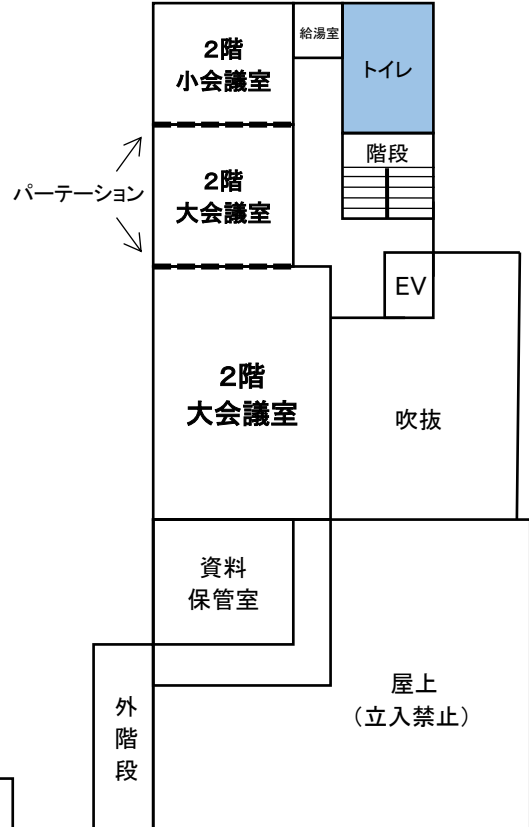 ２階
小会議室
給湯室
トイレ
階段
パーテーション
２階
大会議室
EV
２階
大会議室
吹抜
資料
保管室
屋上
（立入禁止）
外
階
段